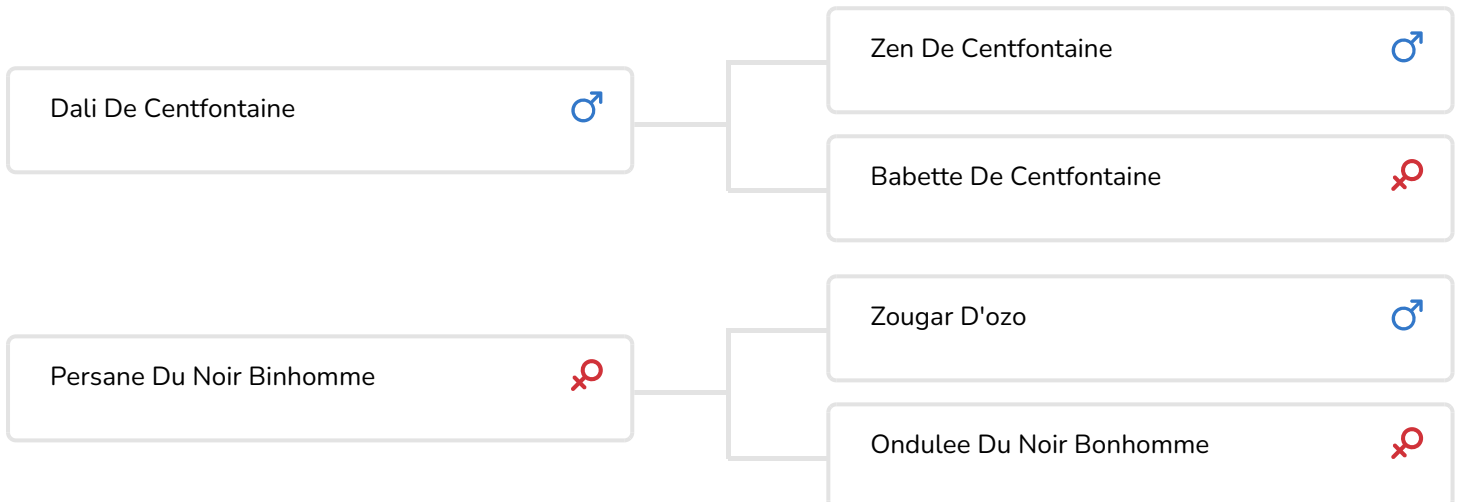 Zen De Centfontaine
Dali De Centfontaine
Babette De Centfontaine
Zougar D'ozo
Persane Du Noir Binhomme
Ondulee Du Noir Bonhomme